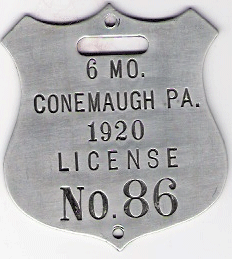 6 MO.
CONEMAUGH PA.
1920
LICENSE
No. 86